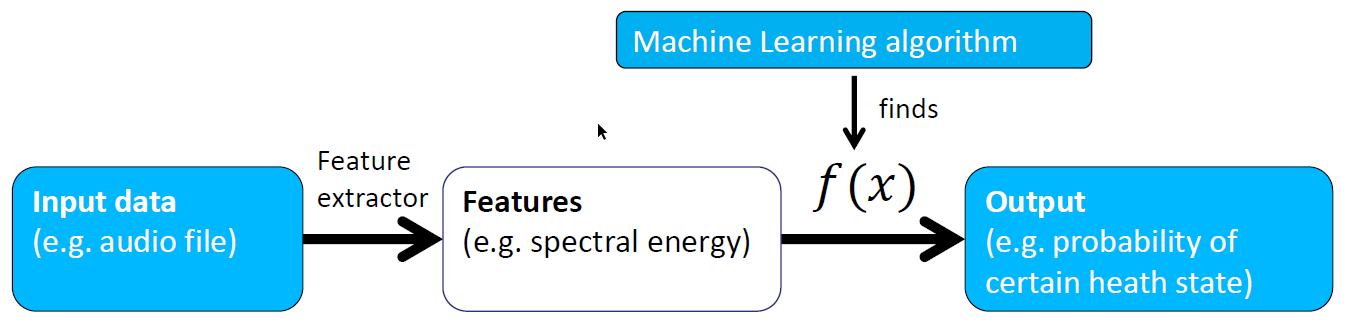 Machine Learning algorithm
finds
Feature
extractor
f(x)
Input data
(e.g. audio file)
Features
(e.g. spectral energy)
Output
(e.g. probability of
certain heath state)